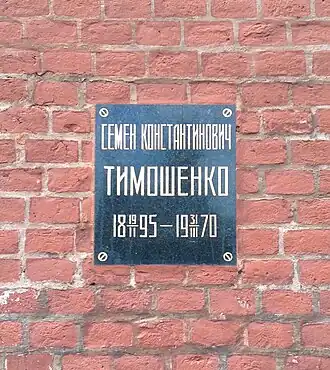 СЕМЕН КОНСТАНТИНОВИЧ
ТИМОШЕНКО
18 19/II 95 – 19 31/III 70